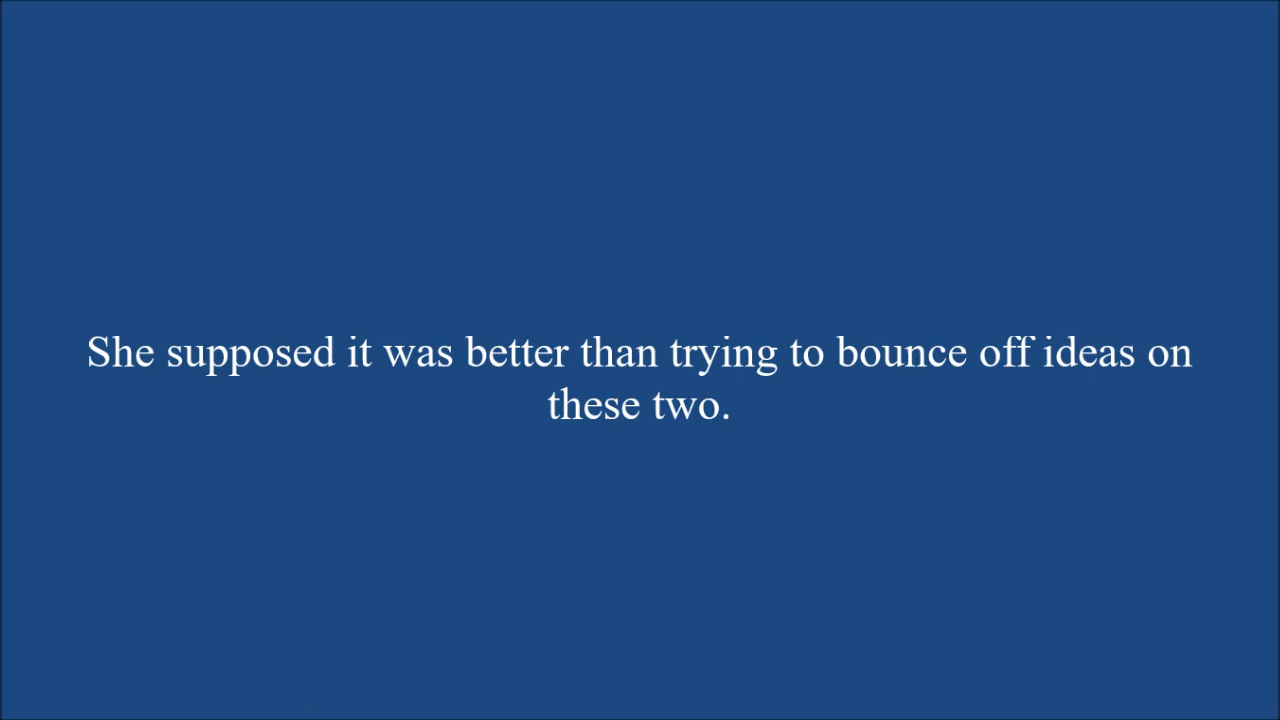 She supposed it was better than trying to bounce off ideas on
these two.